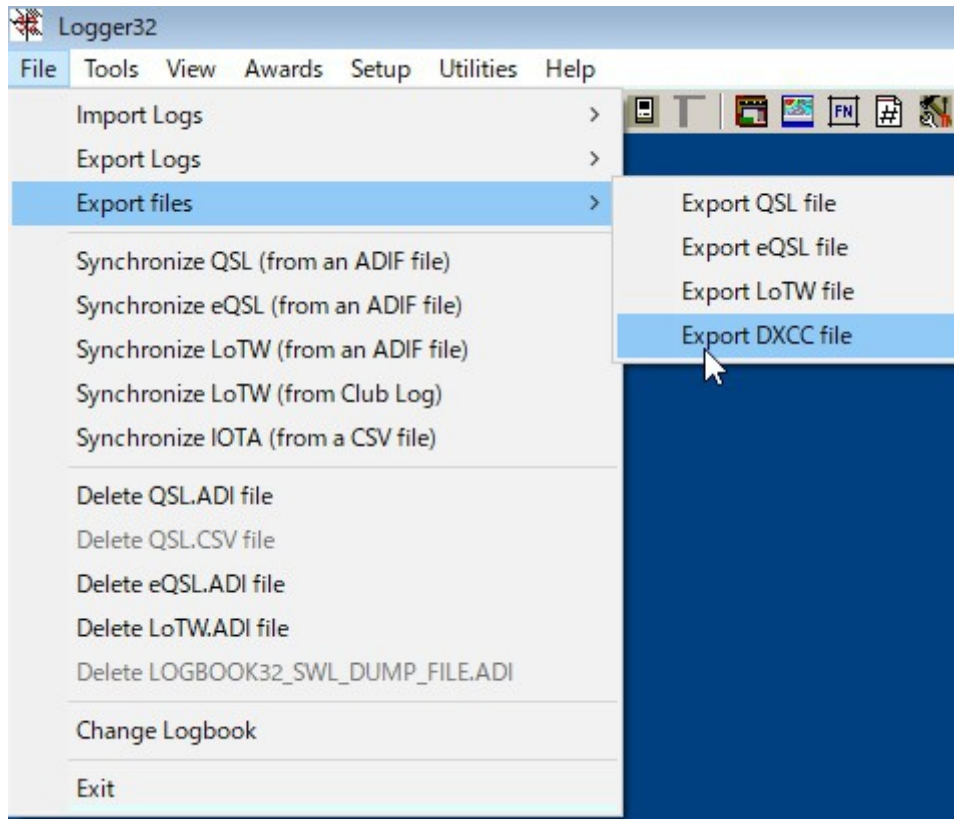 Logger32
File Tools View Awards Setup Utilities Help
Import Logs
Export Logs
Export files
Export QSL file
Export eQSL file
Export LoTW file
Export DXCC file
Synchronize QSL (from an ADIF file)
Synchronize eQSL (from an ADIF file)
Synchronize LoTW (from an ADIF file)
Synchronize LoTW (from Club Log)
Synchronize IOTA (from a CSV file)
Delete QSL.ADI file
Delete QSL.CSV file
Delete eQSL.ADI file
Delete LoTW.ADI file
Delete LOGBOOK32_SWL_DUMP_FILE.ADI
Change Logbook
Exit
T FN #